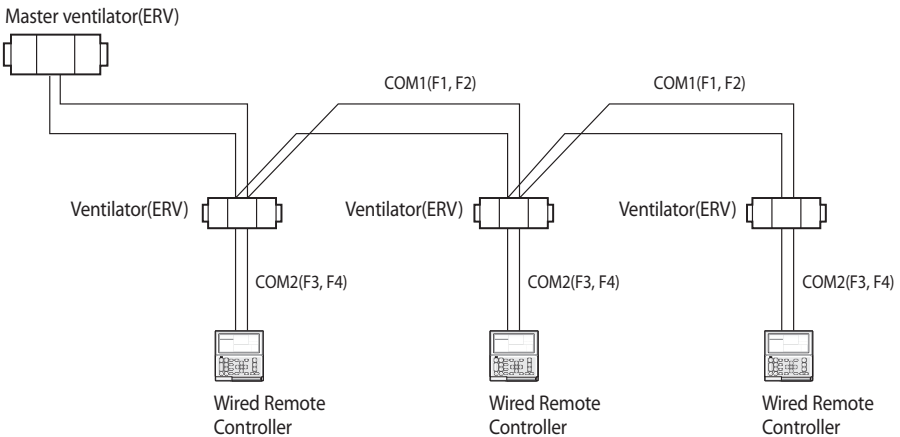 Master ventilator(ERV)
COM1(F1, F2)
COM1(F1, F2)
Ventilator(ERV)
Ventilator(ERV)
Ventilator(ERV)
COM2(F3, F4)
COM2(F3, F4)
COM2(F3, F4)
Wired Remote
Controller
Wired Remote
Controller
Wired Remote
Controller